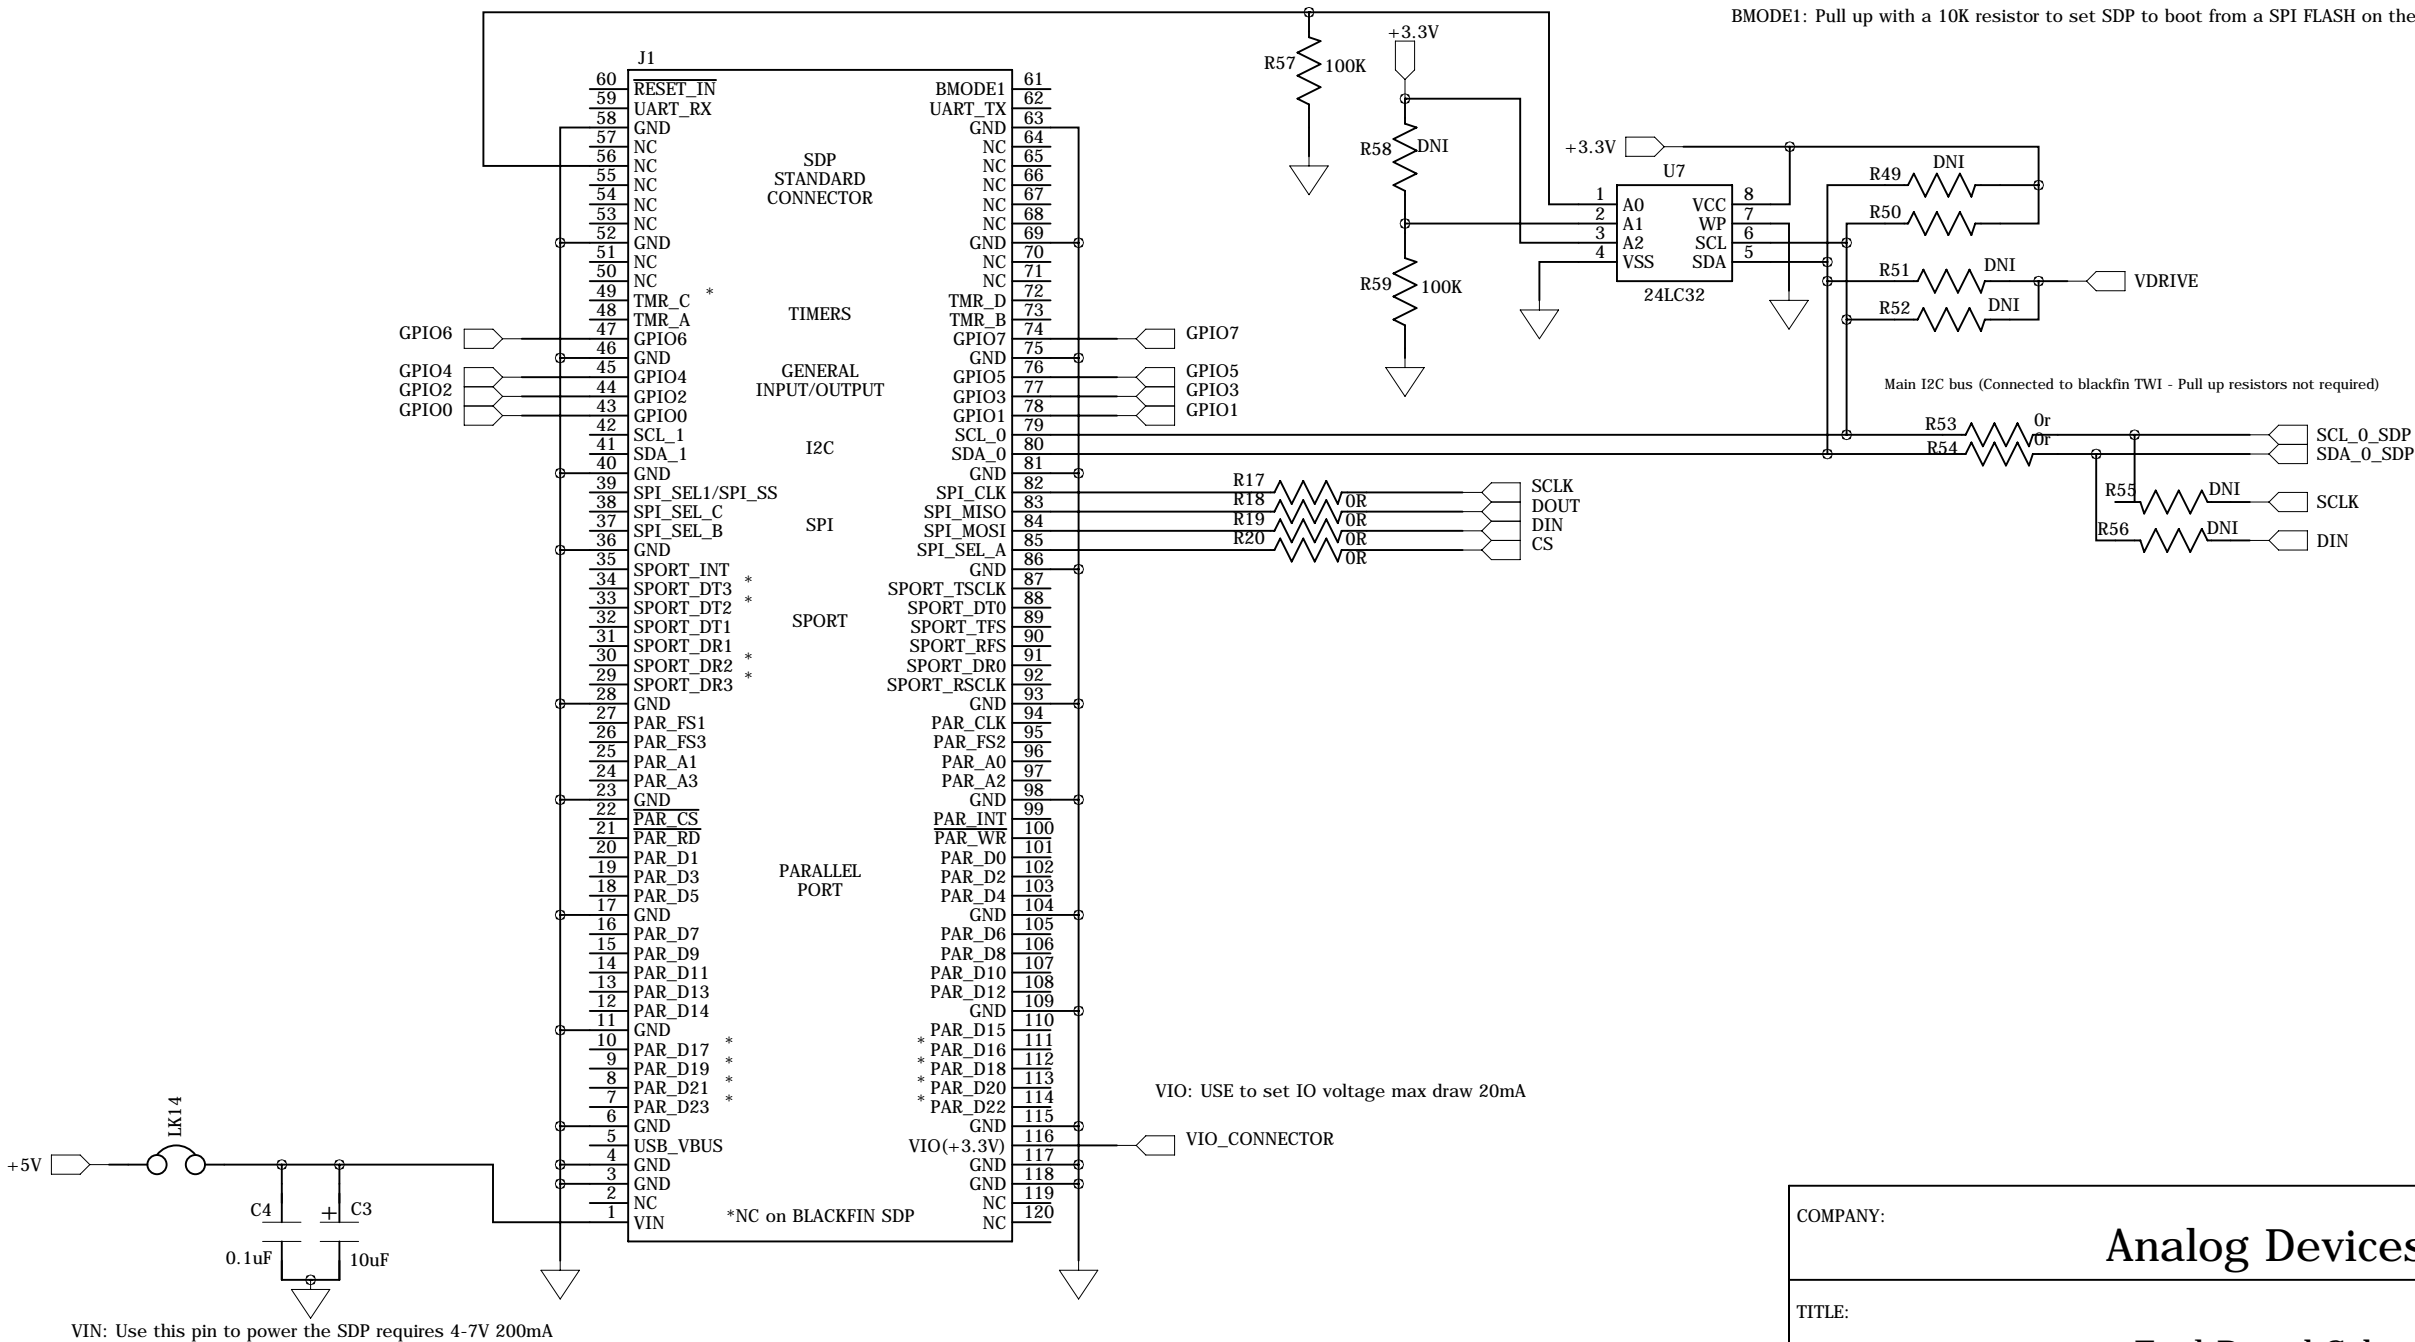 BMODE1: Pull up with a 10K resistor to set SDP to boot from a SPI FLASH on the
J1
60 RESET_IN BMODE1 61
59 UART_RX UART_TX 62
58 GND GND 63
57 NC NC 64
56 NC NC 65
55 NC NC 66
54 NC NC 67
53 NC NC 68
52 GND GND 69
51 NC NC 70
50 NC NC 71
49 TMR_C * TMR_D 72
48 TMR_A TMR_B 73
47 GPIO6 GPIO7 74
46 GND GND 75
45 GPIO4 GPIO5 76
44 GPIO2 GPIO3 77
43 GPIO0 GPIO1 78
42 SCL_1 SCL_0 79
41 SDA_1 SDA_0 80
40 GND GND 81
39 SPI_SEL1/SPI_SS SPI_CLK 82
38 SPI_SEL_C SPI_MISO 83
37 SPI_SEL_B SPI_MOSI 84
36 GND SPI_SEL_A 85
35 SPORT_INT GND 86
34 SPORT_DT3 * SPORT_TSCLK 87
33 SPORT_DT2 * SPORT_DT0 88
32 SPORT_DT1 SPORT_TFS 89
31 SPORT_DR1 SPORT_RFS 90
30 SPORT_DR2 * SPORT_DR0 91
29 SPORT_DR3 * SPORT_RSCLK 92
28 GND GND 93
27 PAR_FS1 PAR_CLK 94
26 PAR_FS3 PAR_FS2 95
25 PAR_A1 PAR_A0 96
24 PAR_A3 PAR_A2 97
23 GND GND 98
22 PAR_CS PAR_INT 99
21 PAR_RD PAR_WR 100
20 PAR_D1 PAR_D0 101
19 PAR_D3 PAR_D2 102
18 PAR_D5 PAR_D4 103
17 GND GND 104
16 PAR_D7 PAR_D6 105
15 PAR_D9 PAR_D8 106
14 PAR_D11 PAR_D10 107
13 PAR_D13 PAR_D12 108
12 PAR_D14 GND 109
11 GND PAR_D15 110
10 PAR_D17 * * PAR_D16 111
9 PAR_D19 * * PAR_D18 112
8 PAR_D21 * * PAR_D20 113
7 PAR_D23 * * PAR_D22 114
6 GND GND 115
5 USB_VBUS VIO(+3.3V) 116
4 GND GND 117
3 GND GND 118
2 NC NC 119
1 VIN *NC on BLACKFIN SDP NC 120
SDP
STANDARD
CONNECTOR
TIMERS
GENERAL
INPUT/OUTPUT
I2C
SPI
SPORT
PARALLEL
PORT
GPIO6
GPIO4
GPIO2
GPIO0
GPIO7
GPIO5
GPIO3
GPIO1
R57 100K
+3.3V
R58 DNI
R59 100K
+3.3V
U7
1 A0 VCC 8
2 A1 WP 7
3 A2 SCL 6
4 VSS SDA 5
24LC32
R49 DNI
R50
R51 DNI
R52 DNI
VDRIVE
Main I2C bus (Connected to blackfin TWI - Pull up resistors not required)
R53 0r SCL_0_SDP
R54 0r SDA_0_SDP
R55 DNI SCLK
R56 DNI DIN
R17 0R SCLK
R18 0R DOUT
R19 0R DIN
R20 0R CS
VIO: USE to set IO voltage max draw 20mA
VIO_CONNECTOR
+5V
LK14
C4 0.1uF
+ C3 10uF
VIN: Use this pin to power the SDP requires 4-7V 200mA
COMPANY:
Analog Devices
TITLE: